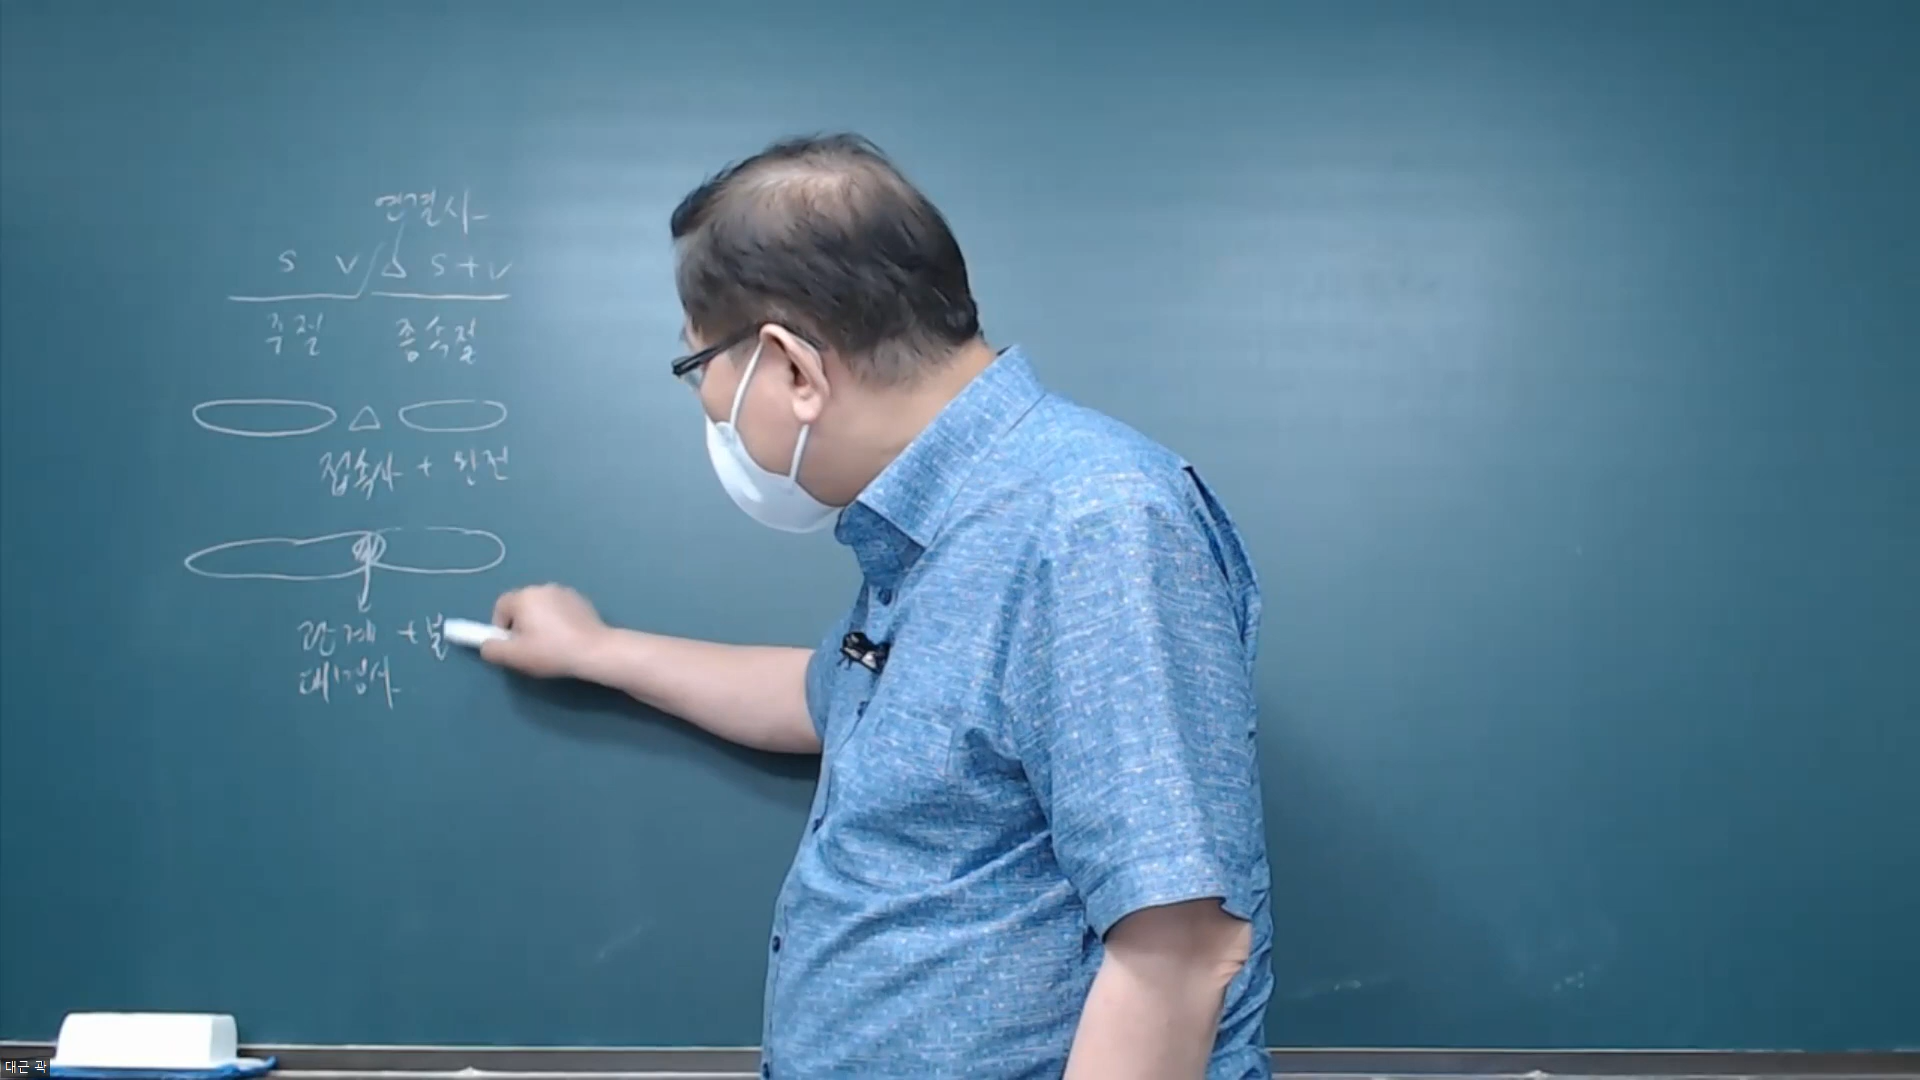 연결사
S V / △ S + V
주절 종속절
△
접속사 + 완전
관계 + 불
대명사
대근 곽